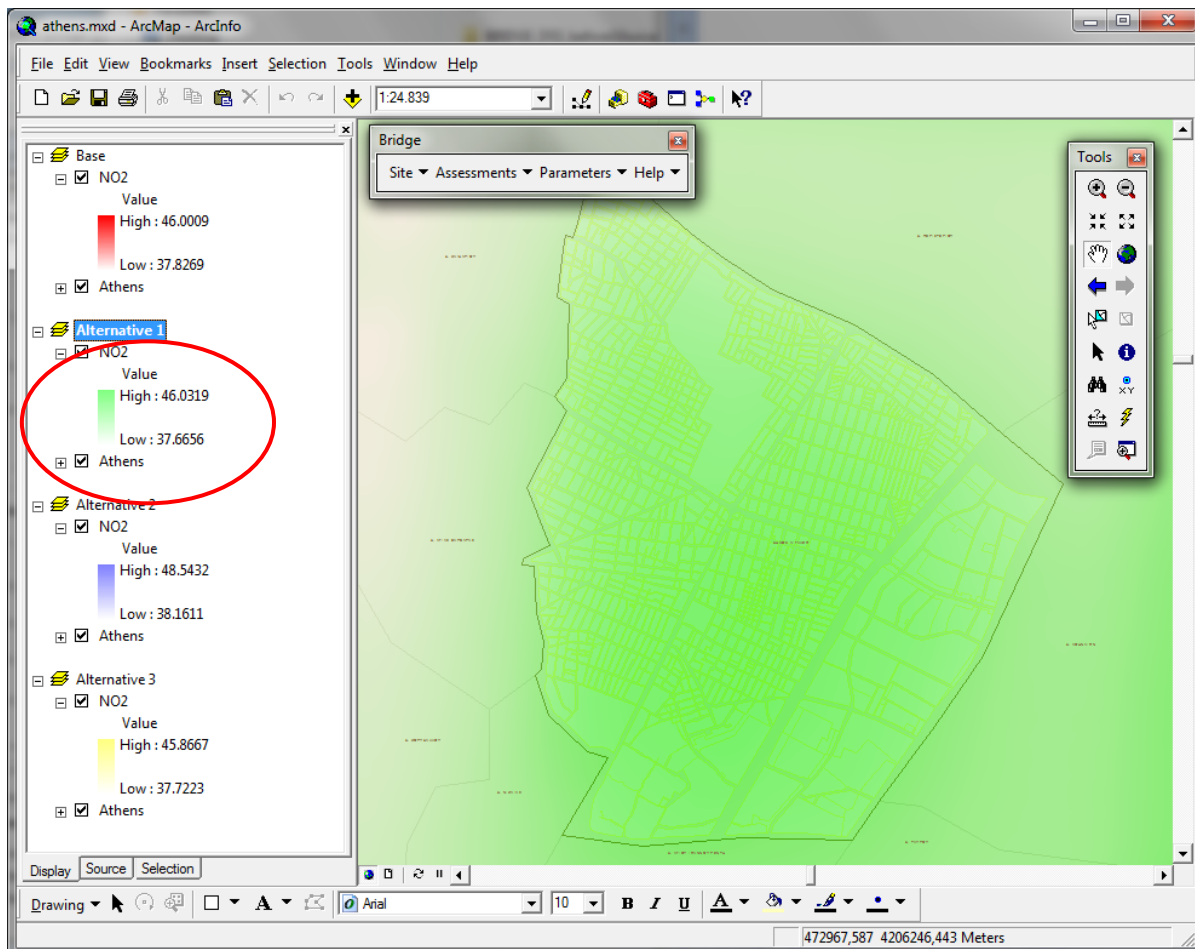 athens.mxd - ArcMap - ArcInfo
File Edit View Bookmarks Insert Selection Tools Window Help
1:24.839
Bridge
Site Assessments Parameters Help
Tools
XY
Base
NO2
Value
High : 46.0009
Low : 37.8269
Athens
Alternative 1
NO2
Value
High : 46.0319
Low : 37.6656
Athens
Alternative 2
NO2
Value
High : 48.5432
Low : 38.1611
Athens
Alternative 3
NO2
Value
High : 45.8667
Low : 37.7223
Athens
Display Source Selection
Drawing A Arial 10 B I U A
472967,587 4206246,443 Meters